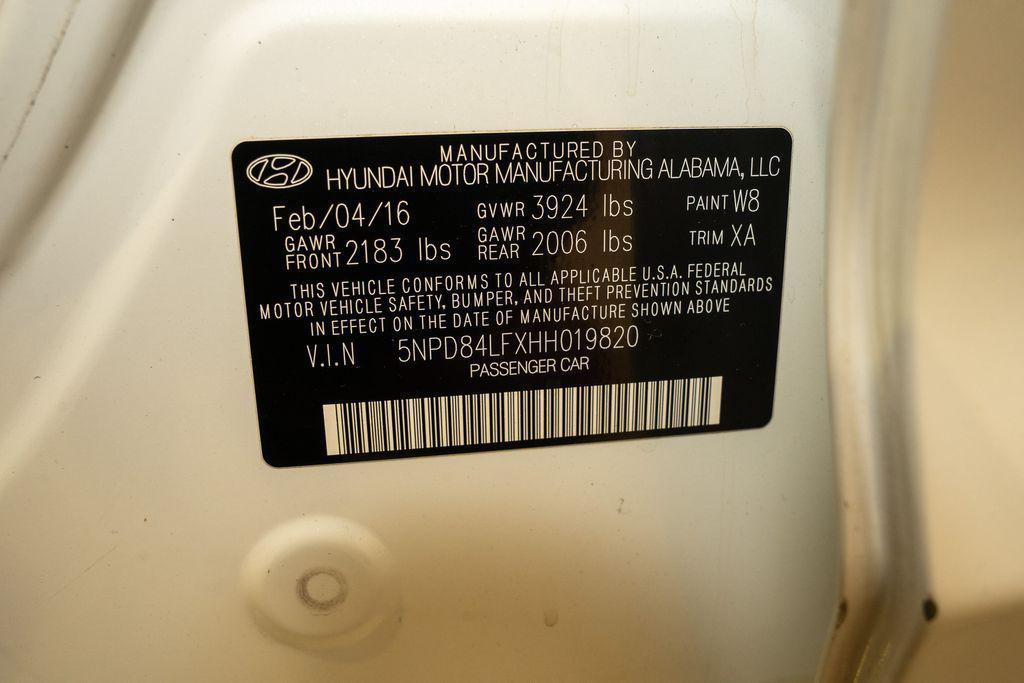 MANUFACTURED BY
HYUNDAI MOTOR MANUFACTURING ALABAMA, LLC
Feb/04/16 GVWR 3924 lbs PAINT W8
GAWR FRONT 2183 lbs GAWR REAR 2006 lbs TRIM XA
THIS VEHICLE CONFORMS TO ALL APPLICABLE U.S.A. FEDERAL
MOTOR VEHICLE SAFETY, BUMPER, AND THEFT PREVENTION STANDARDS
IN EFFECT ON THE DATE OF MANUFACTURE SHOWN ABOVE
V.I.N 5NPD84LFXHH019820
PASSENGER CAR